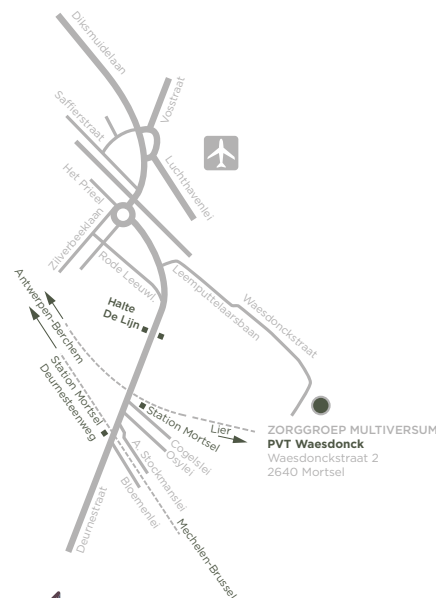 Diksmuidelaan
Vosstraat
Saffierstraat
Luchthavenlei
Het Prieel
Zilverbeeklaan
Rode Leeuwl.
Leemputtelaarsbaan
Waesdonckstraat
Antwerpen-Berchem
Halte
De Lijn
Station Mortsel
Deurnesteenweg
Station Mortsel
Lier
ZORGGROEP MULTIVERSUM
PVT Waesdonck
Waesdonckstraat 2
2640 Mortsel
Cogelslei
Osylei
A. Stockmanslei
Bloemenlei
Deurnestraat
Mechelen-Brussel